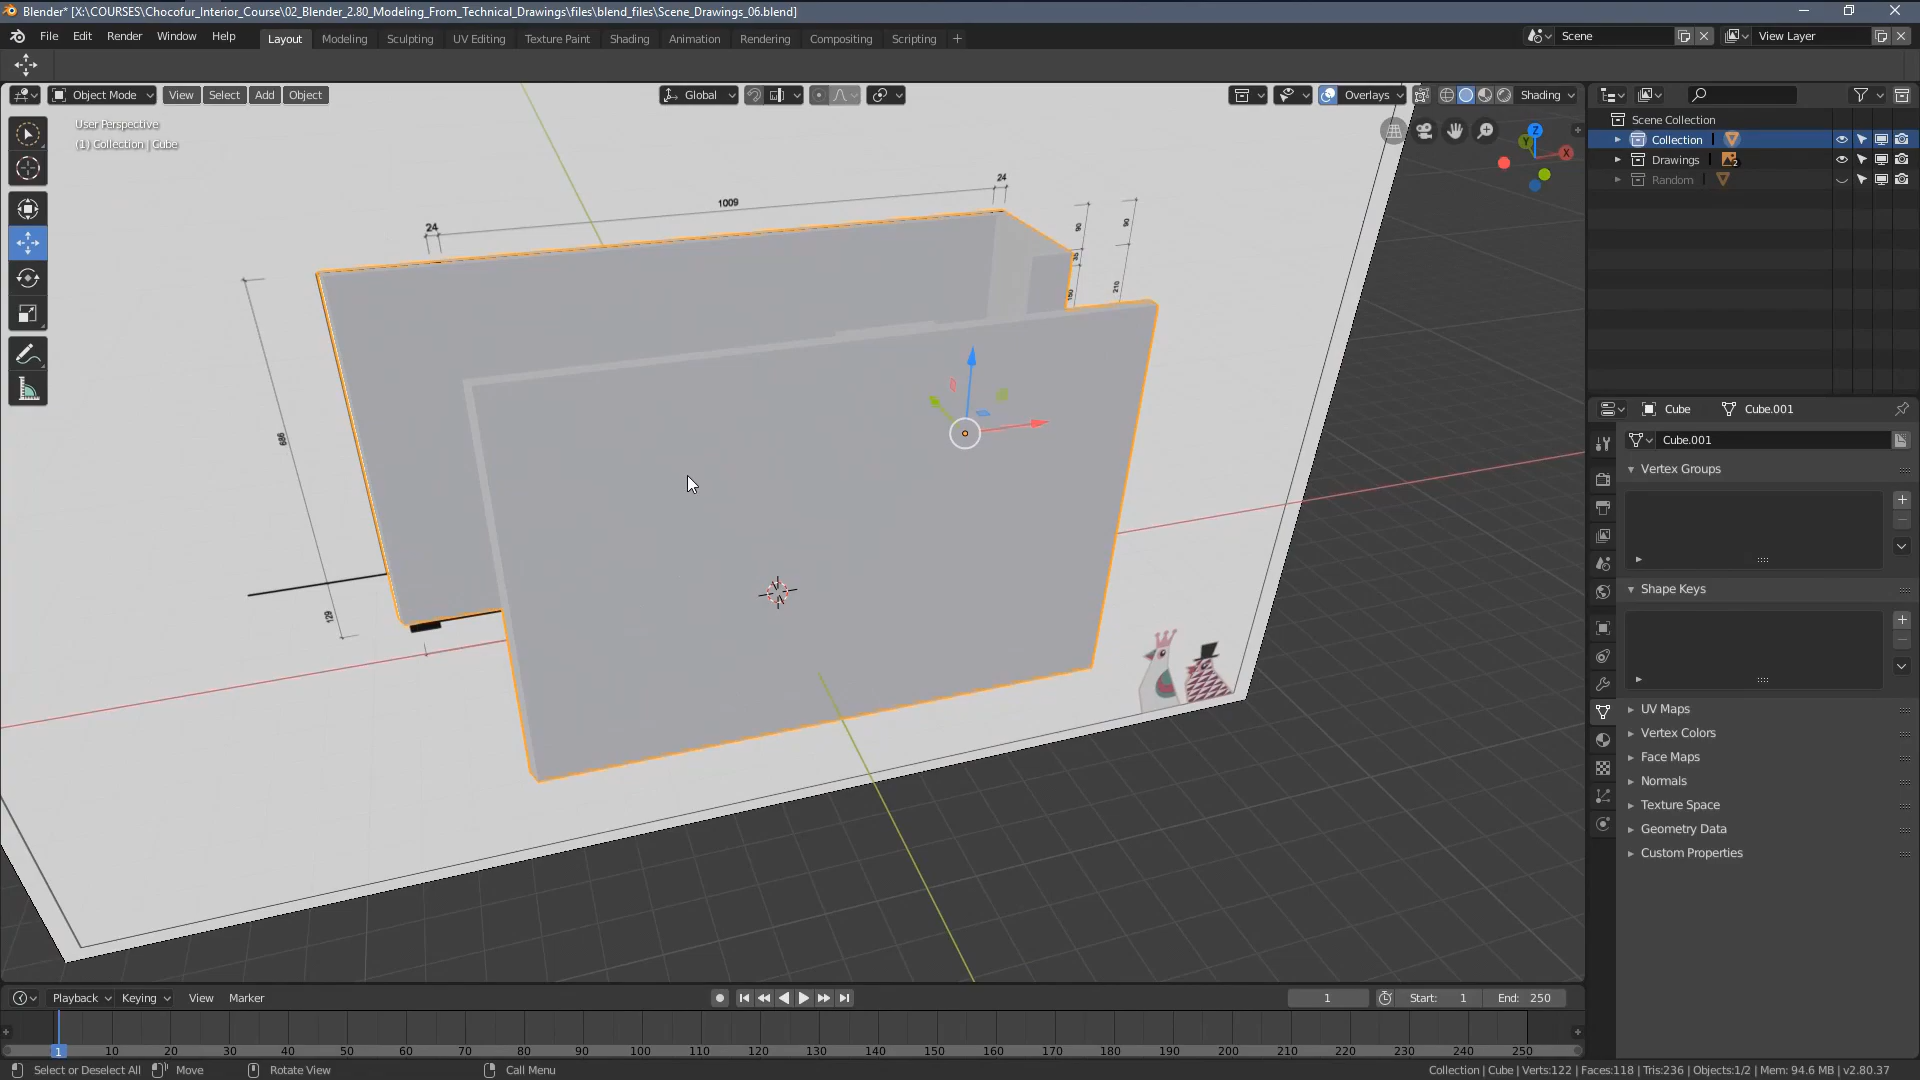 Blender* [X:\COURSES\Chocofur_Interior_Course\02_Blender_2.80_Modeling_From_Technical_Drawings\files\blend_files\Scene_Drawings_06.blend]
File Edit Render Window Help Layout Modeling Sculpting UV Editing Texture Paint Shading Animation Rendering Compositing Scripting + Scene View Layer
Object Mode View Select Add Object Global Overlays Shading
User Perspective
(1) Collection | Cube
Scene Collection
Collection
Drawings 2
Random
Z
Y
X
24
1009
24
90
90
210
686
129
Cube Cube.001
Cube.001
Vertex Groups
Shape Keys
UV Maps
Vertex Colors
Face Maps
Normals
Texture Space
Geometry Data
Custom Properties
Playback Keying View Marker 1 Start: 1 End: 250
1 10 20 30 40 50 60 70 80 90 100 110 120 130 140 150 160 170 180 190 200 210 220 230 240 250
Select or Deselect All Move Rotate View Call Menu Collection | Cube | Verts:122 | Faces:118 | Tris:236 | Objects:1/2 | Mem: 94.6 MB | v2.80.37